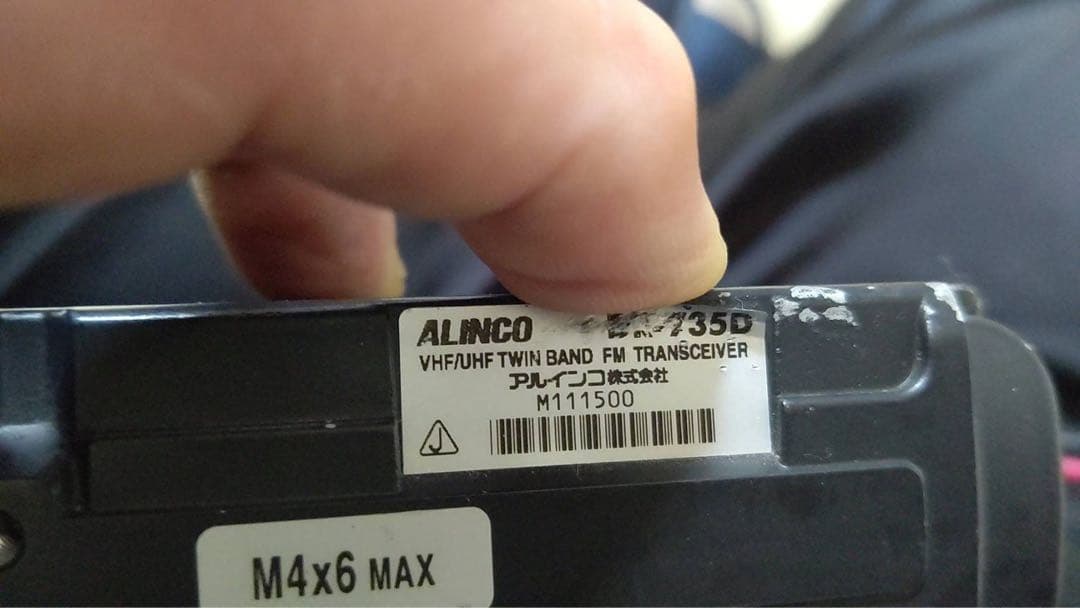 ALINCO 735D
VHF/UHF TWIN BAND FM TRANSCEIVER
アルインコ株式会社
M111500
M4x6 MAX